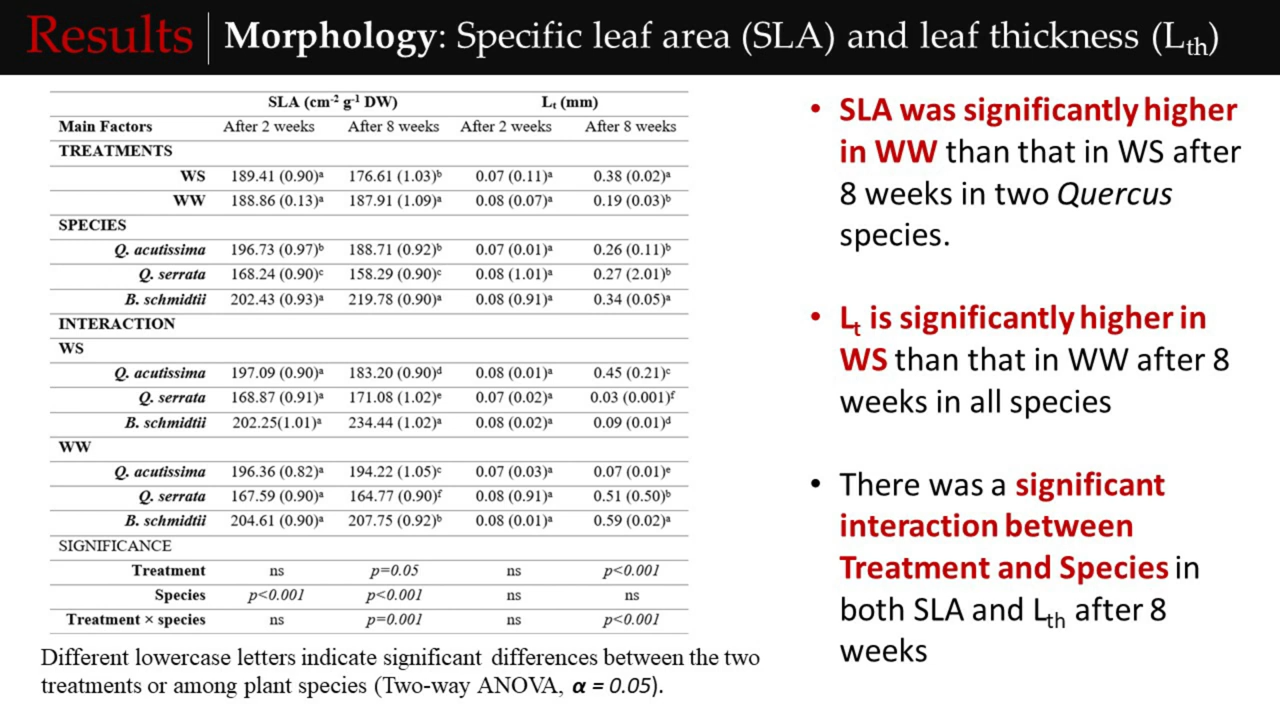 Results | Morphology: Specific leaf area (SLA) and leaf thickness (Lth)
SLA (cm-2 g-1 DW) Lt (mm)
Main Factors After 2 weeks After 8 weeks After 2 weeks After 8 weeks
TREATMENTS
WS 189.41 (0.90)a 176.61 (1.03)b 0.07 (0.11)a 0.38 (0.02)a
WW 188.86 (0.13)a 187.91 (1.09)a 0.08 (0.07)a 0.19 (0.03)b
SPECIES
Q. acutissima 196.73 (0.97)b 188.71 (0.92)b 0.07 (0.01)a 0.26 (0.11)b
Q. serrata 168.24 (0.90)c 158.29 (0.90)c 0.08 (1.01)a 0.27 (2.01)b
B. schmidtii 202.43 (0.93)a 219.78 (0.90)a 0.08 (0.91)a 0.34 (0.05)a
INTERACTION
WS
Q. acutissima 197.09 (0.90)a 183.20 (0.90)d 0.08 (0.01)a 0.45 (0.21)c
Q. serrata 168.87 (0.91)a 171.08 (1.02)e 0.07 (0.02)a 0.03 (0.001)f
B. schmidtii 202.25(1.01)a 234.44 (1.02)a 0.08 (0.02)a 0.09 (0.01)d
WW
Q. acutissima 196.36 (0.82)a 194.22 (1.05)c 0.07 (0.03)a 0.07 (0.01)e
Q. serrata 167.59 (0.90)a 164.77 (0.90)f 0.08 (0.91)a 0.51 (0.50)b
B. schmidtii 204.61 (0.90)a 207.75 (0.92)b 0.08 (0.01)a 0.59 (0.02)a
SIGNIFICANCE
Treatment ns p=0.05 ns p<0.001
Species p<0.001 p<0.001 ns ns
Treatment × species ns p=0.001 ns p<0.001
Different lowercase letters indicate significant differences between the two
treatments or among plant species (Two-way ANOVA, α = 0.05).
• SLA was significantly higher
in WW than that in WS after
8 weeks in two Quercus
species.
• Lt is significantly higher in
WS than that in WW after 8
weeks in all species
• There was a significant
interaction between
Treatment and Species in
both SLA and Lth after 8
weeks